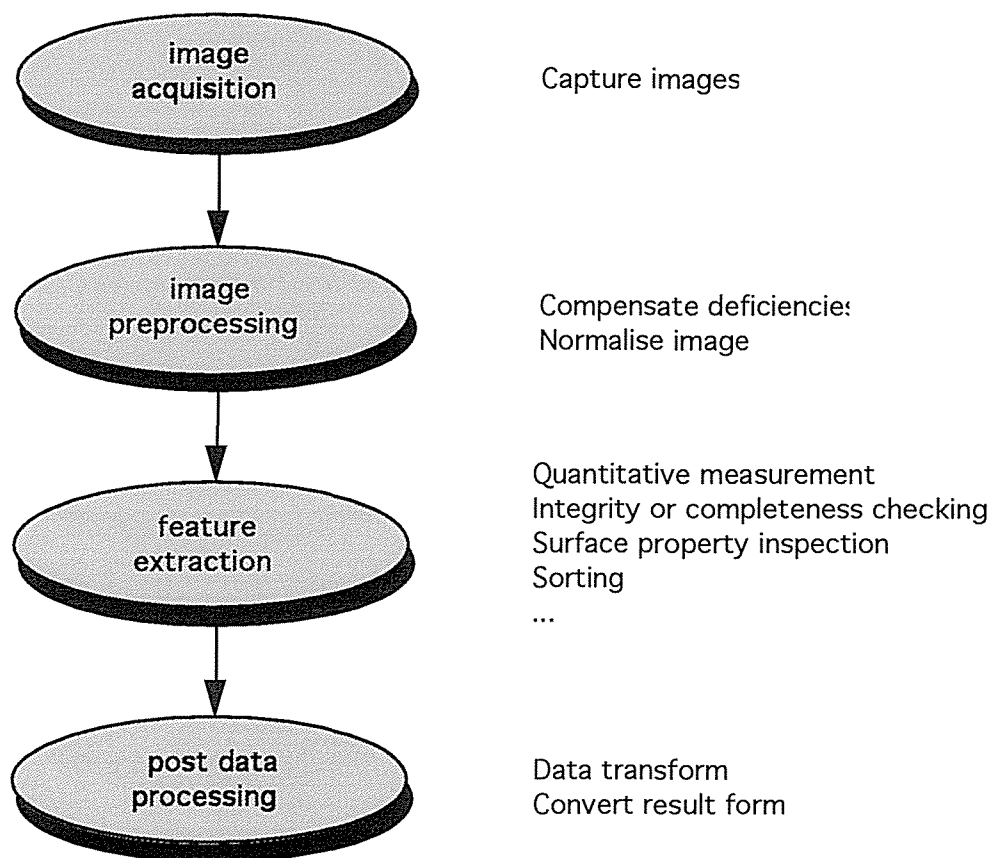 image
acquisition
Capture images
image
preprocessing
Compensate deficiencies
Normalise image
feature
extraction
Quantitative measurement
Integrity or completeness checking
Surface property inspection
Sorting
...
post data
processing
Data transform
Convert result form